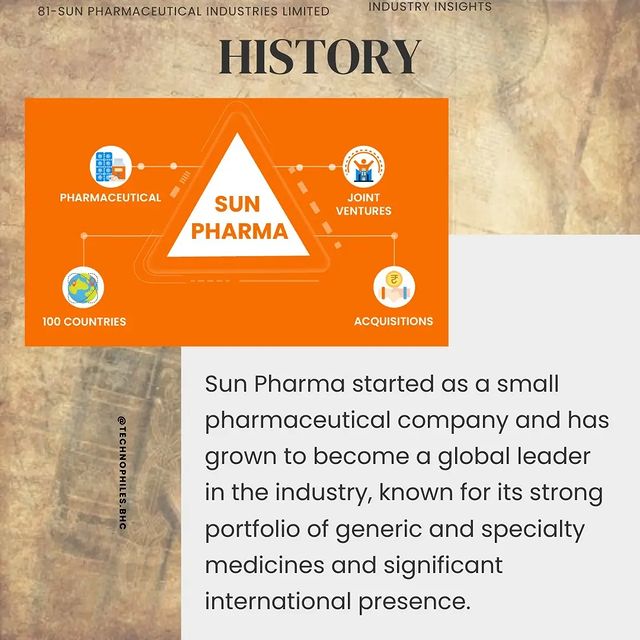 81-SUN PHARMACEUTICAL INDUSTRIES LIMITED
INDUSTRY INSIGHTS
HISTORY
SUN
PHARMA
PHARMACEUTICAL
JOINT
VENTURES
100 COUNTRIES
ACQUISITIONS
₹
@TECHNOPHILES.BHC
Sun Pharma started as a small
pharmaceutical company and has
grown to become a global leader
in the industry, known for its strong
portfolio of generic and specialty
medicines and significant
international presence.